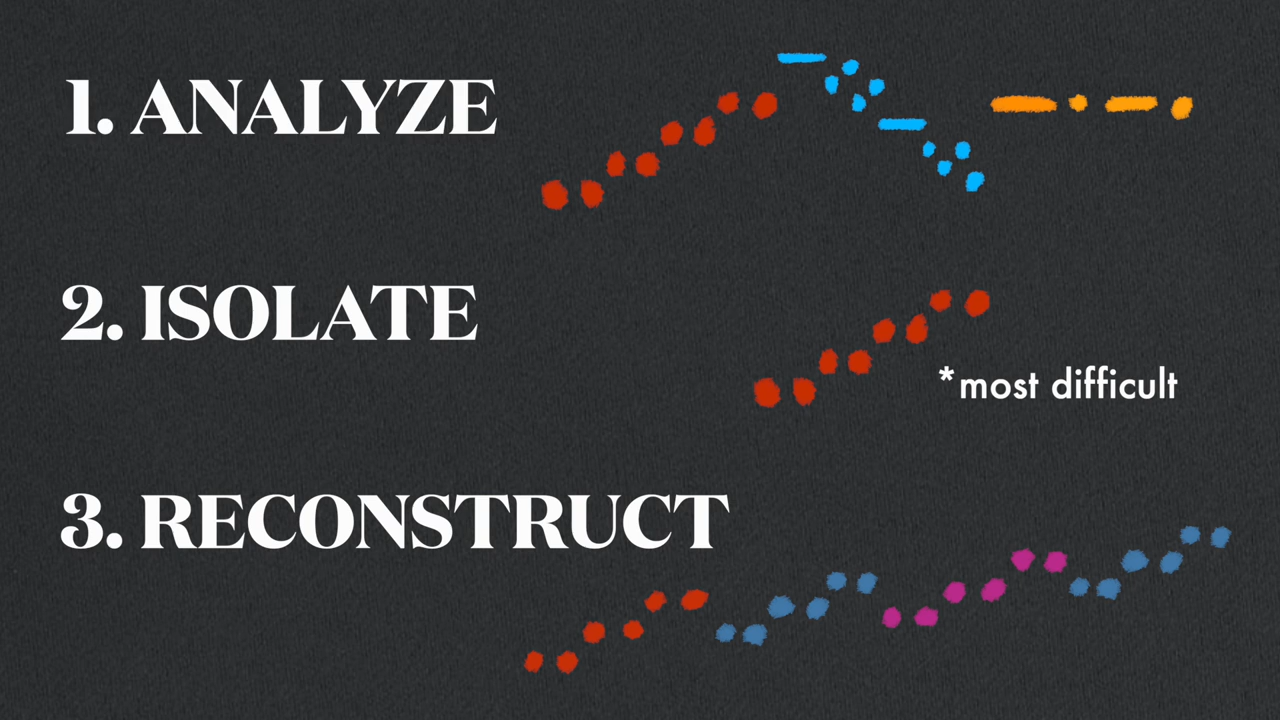 1. ANALYZE
2. ISOLATE
*most difficult
3. RECONSTRUCT